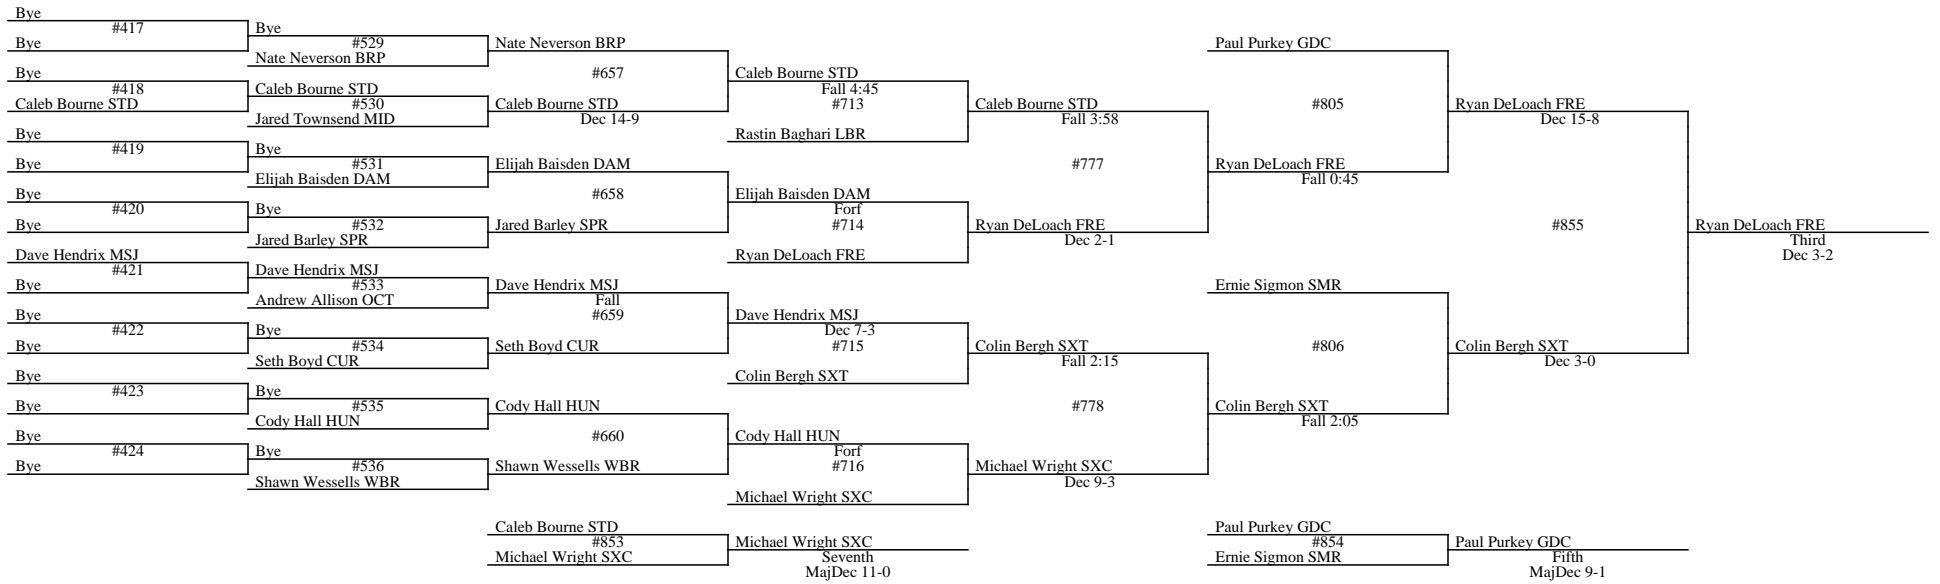 Bye
#417
Bye
Bye
#418
Caleb Bourne STD
Bye
#419
Bye
Bye
#420
Bye
Dave Hendrix MSJ
#421
Bye
Bye
#422
Bye
Bye
#423
Bye
Bye
#424
Bye
Bye
#529
Nate Neverson BRP
Caleb Bourne STD
#530
Jared Townsend MID
Bye
#531
Elijah Baisden DAM
Bye
#532
Jared Barley SPR
Dave Hendrix MSJ
#533
Andrew Allison OCT
Bye
#534
Seth Boyd CUR
Bye
#535
Cody Hall HUN
Bye
#536
Shawn Wessells WBR
Nate Neverson BRP
#657
Caleb Bourne STD
Dec 14-9
Elijah Baisden DAM
#658
Jared Barley SPR
Dave Hendrix MSJ
Fall
#659
Seth Boyd CUR
Cody Hall HUN
#660
Shawn Wessells WBR
Caleb Bourne STD
Fall 4:45
#713
Rastin Baghari LBR
Elijah Baisden DAM
Forf
#714
Ryan DeLoach FRE
Dave Hendrix MSJ
Dec 7-3
#715
Colin Bergh SXT
Cody Hall HUN
Forf
#716
Michael Wright SXC
Caleb Bourne STD
Fall 3:58
#777
Ryan DeLoach FRE
Dec 2-1
Colin Bergh SXT
Fall 2:15
#778
Michael Wright SXC
Dec 9-3
Paul Purkey GDC
#805
Ryan DeLoach FRE
Fall 0:45
Ernie Sigmon SMR
#806
Colin Bergh SXT
Fall 2:05
Ryan DeLoach FRE
Dec 15-8
#855
Colin Bergh SXT
Dec 3-0
Ryan DeLoach FRE
Third
Dec 3-2
Caleb Bourne STD
#853
Michael Wright SXC
Michael Wright SXC
Seventh
MajDec 11-0
Paul Purkey GDC
#854
Ernie Sigmon SMR
Paul Purkey GDC
Fifth
MajDec 9-1